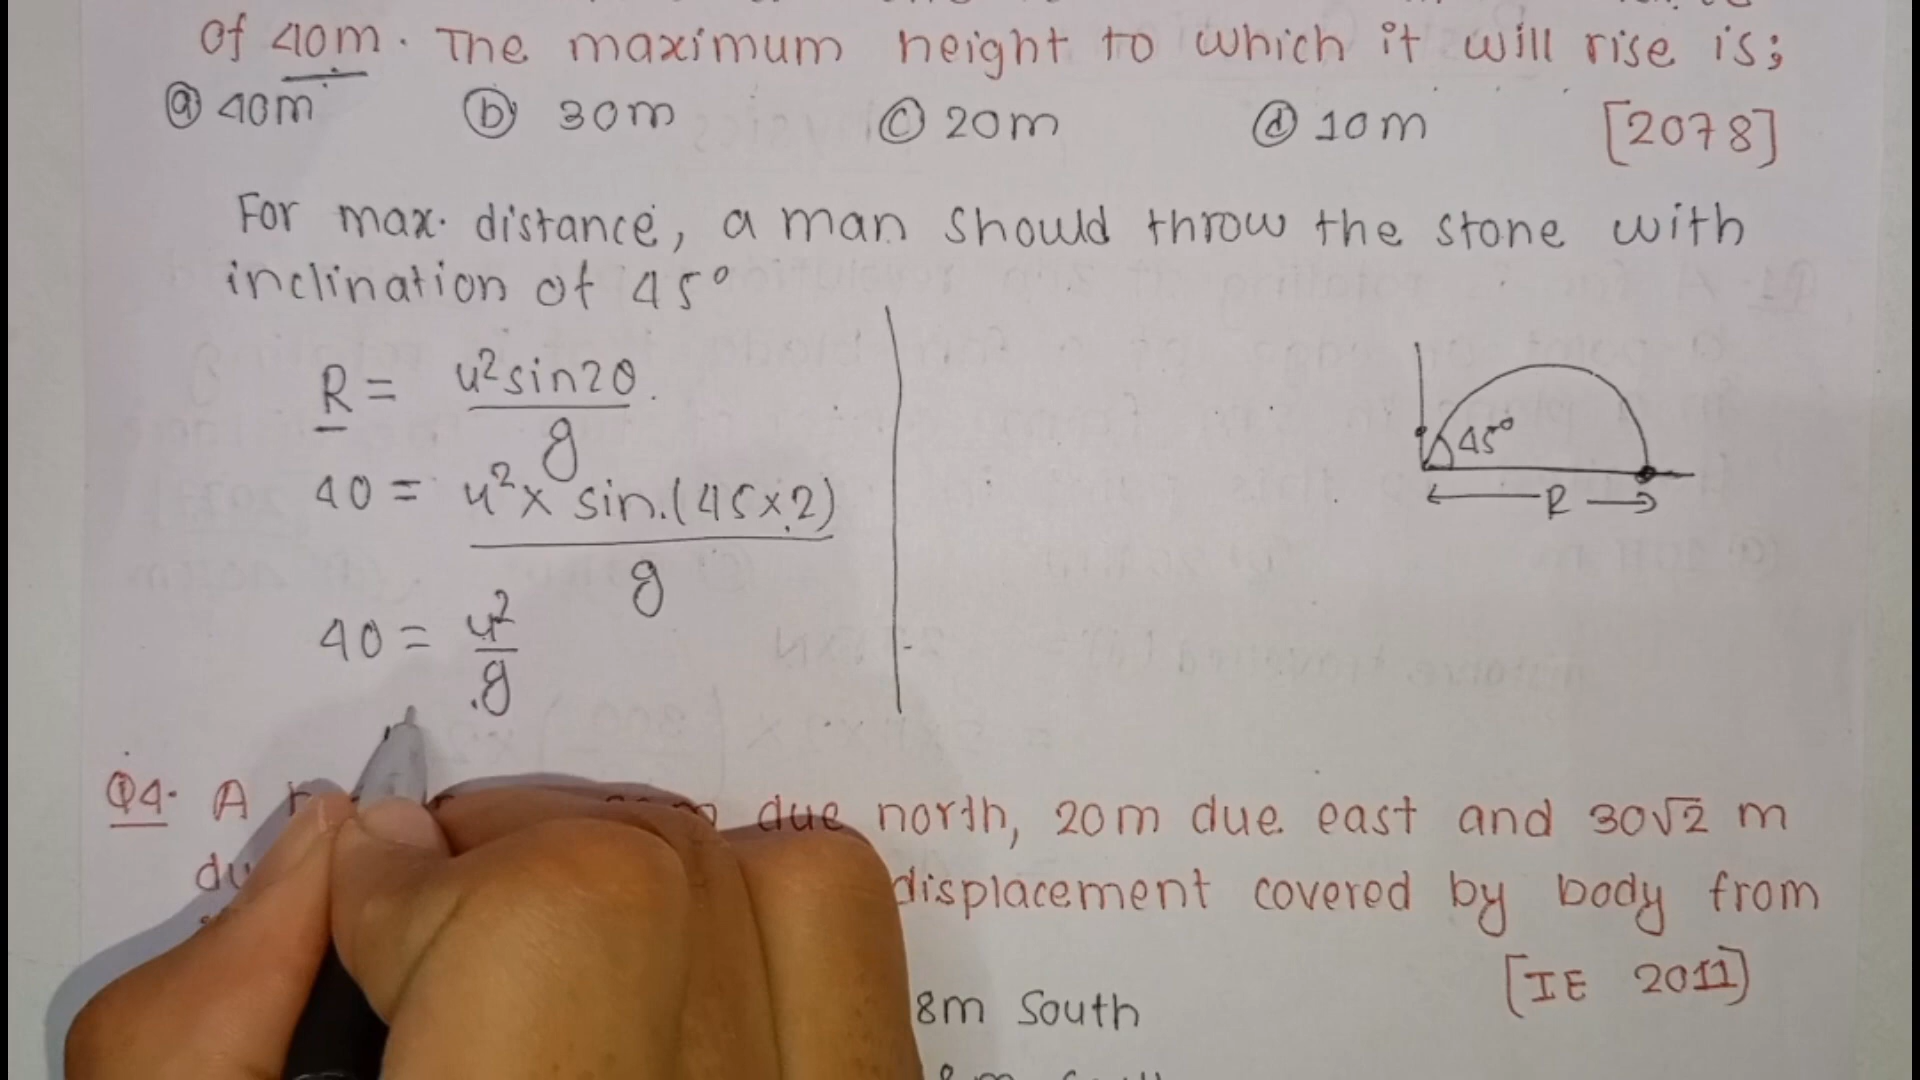 of 40m. The maximum height to which it will rise is;
ⓐ 40m ⓑ 30m ⓒ 20m ⓓ 10m [2078]
For max. distance, a man should throw the stone with
inclination of 45°
R = u²sin2θ / g
40 = u² x sin.(45x2) / g
40 = u² / g
45°
R
Q4. A due north, 20m due east and 30√2 m
displacement covered by body from
[IE 2011]
8m South